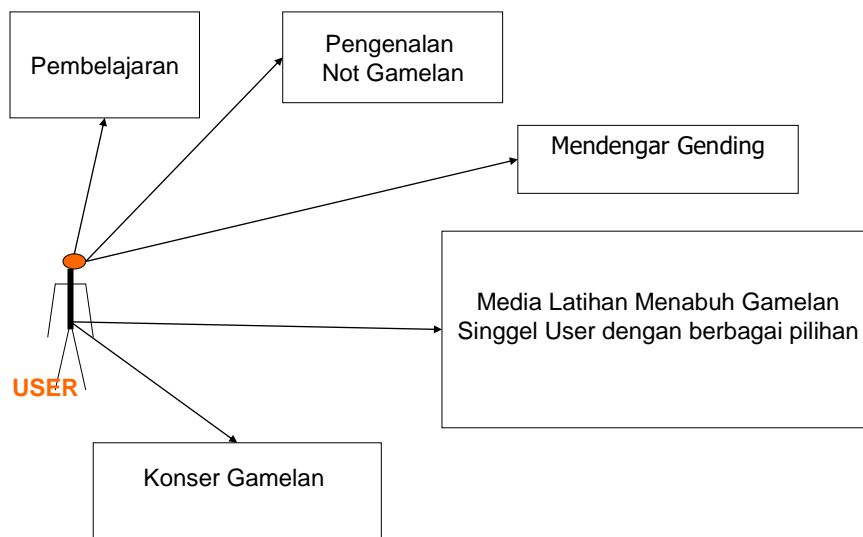 Pembelajaran
Pengenalan
Not Gamelan
Mendengar Gending
Media Latihan Menabuh Gamelan
Singgel User dengan berbagai pilihan
USER
Konser Gamelan